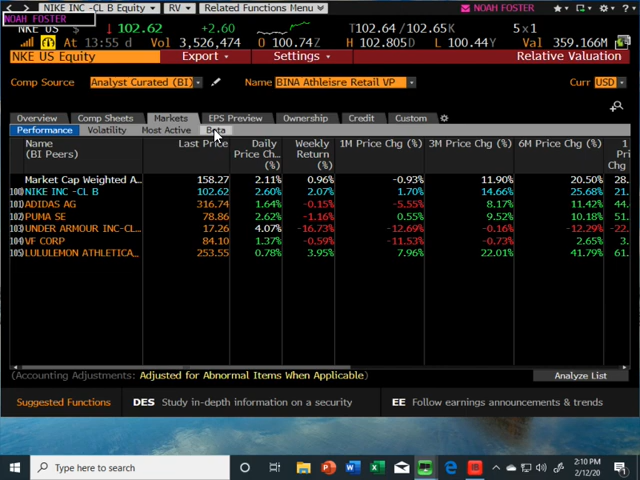 NIKE INC -CL B Equity RV Related Functions Menu NOAH FOSTER
NOAH FOSTER
NKE US $ 102.62 +2.60 T102.64/102.65K 5x1
At 13:55 d Vol 3,526,474 O 100.74Z H 102.805D L 100.44Y Val 359.166M
NKE US Equity Export Settings Relative Valuation
Comp Source Analyst Curated (BI) Name BINA Athleisre Retail VP Curr USD
Overview Comp Sheets Markets EPS Preview Ownership Credit Custom
Performance Volatility Most Active Beta
Name Last Price Daily Weekly 1M Price Chg (%) 3M Price Chg (%) 6M Price Chg (%) 1
(BI Peers) Price Ch... Return Pric
(%) (%) Chg
Market Cap Weighted A... 158.27 2.11% 0.96% -0.93% 11.90% 20.50% 28.
100 NIKE INC -CL B 102.62 2.60% 2.07% 1.70% 14.66% 25.68% 21.
101 ADIDAS AG 316.74 1.64% -0.15% -5.55% 8.17% 11.42% 44.
102 PUMA SE 78.86 2.62% -1.16% 0.55% 9.52% 10.18% 51.
103 UNDER ARMOUR INC-CL... 17.26 4.07% -16.73% -12.69% -0.16% -12.29% -22.
104 VF CORP 84.10 1.37% -0.59% -11.53% -0.73% 2.65% 3.
105 LULULEMON ATHLETICA... 253.55 0.78% 3.95% 7.96% 22.01% 41.79% 61.
(Accounting Adjustments: Adjusted for Abnormal Items When Applicable) Analyze List
Suggested Functions DES Study in-depth information on a security EE Follow earnings announcements & trends
Type here to search
2:10 PM
2/12/20